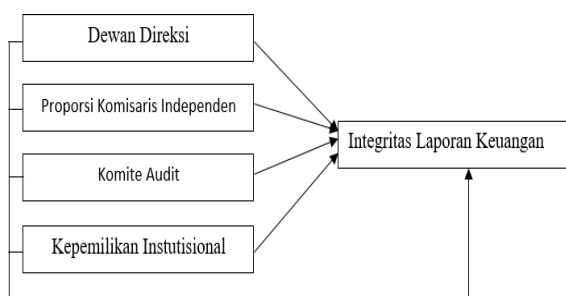 Dewan Direksi
Proporsi Komisaris Independen
Komite Audit
Kepemilikan Instutisional
Integritas Laporan Keuangan